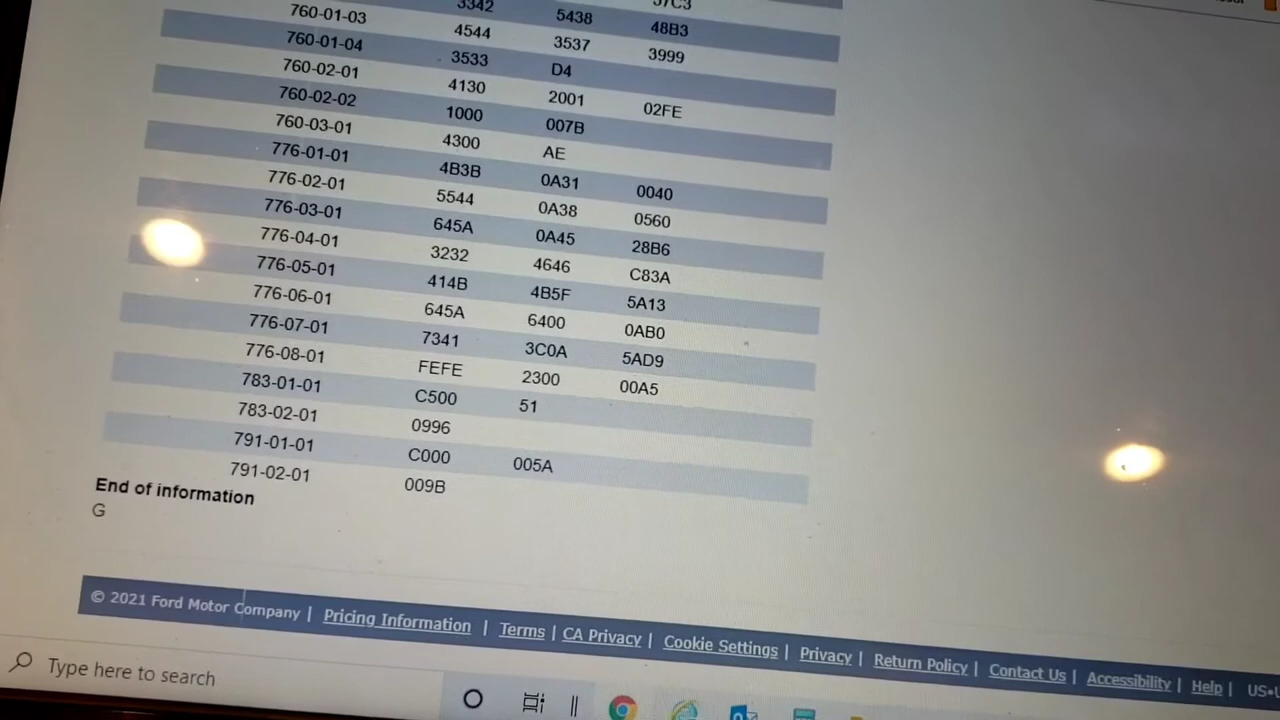 3342 5438 48B3
760-01-03 4544 3537 3999
760-01-04 3533 D4
760-02-01 4130 2001 02FE
760-02-02 1000 007B
760-03-01 4300 AE
776-01-01 4B3B 0A31 0040
776-02-01 5544 0A38 0560
776-03-01 645A 0A45 28B6
776-04-01 3232 4646 C83A
776-05-01 414B 4B5F 5A13
776-06-01 645A 6400 0AB0
776-07-01 7341 3C0A 5AD9
776-08-01 FEFE 2300 00A5
783-01-01 C500 51
783-02-01 0996
791-01-01 C000 005A
791-02-01 009B
End of information
G
© 2021 Ford Motor Company | Pricing Information | Terms | CA Privacy | Cookie Settings | Privacy | Return Policy | Contact Us | Accessibility | Help | US
Type here to search